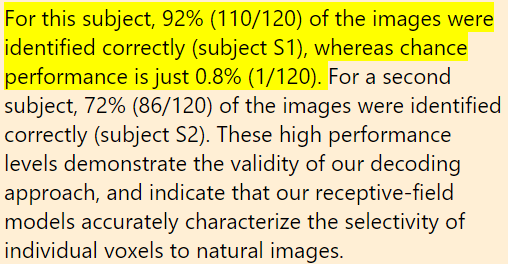 For this subject, 92% (110/120) of the images were
identified correctly (subject S1), whereas chance
performance is just 0.8% (1/120). For a second
subject, 72% (86/120) of the images were identified
correctly (subject S2). These high performance
levels demonstrate the validity of our decoding
approach, and indicate that our receptive-field
models accurately characterize the selectivity of
individual voxels to natural images.